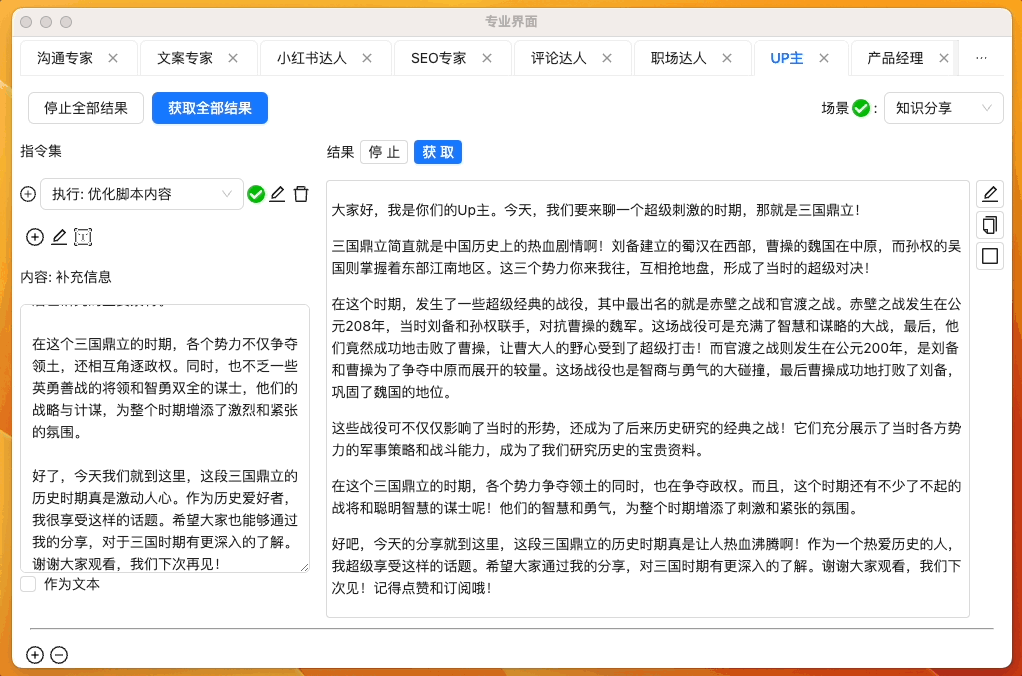 专业界面
沟通专家
文案专家
小红书达人
SEO专家
评论达人
职场达人
UP主
产品经理
停止全部结果
获取全部结果
场景
:
知识分享
指令集
执行: 优化脚本内容
内容: 补充信息
在这个三国鼎立的时期，各个势力不仅争夺
领土，还相互角逐政权。同时，也不乏一些
英勇善战的将领和智勇双全的谋士，他们的
战略与计谋，为整个时期增添了激烈和紧张
的氛围。
好了，今天我们就到这里，这段三国鼎立的
历史时期真是激动人心。作为历史爱好者，
我很享受这样的话题。希望大家也能够通过
我的分享，对于三国时期有更深入的了解。
谢谢大家观看，我们下次再见！
作为文本
结果
停 止
获 取
大家好，我是你们的Up主。今天，我们要来聊一个超级刺激的时期，那就是三国鼎立！
三国鼎立简直就是中国历史上的热血剧情啊！刘备建立的蜀汉在西部，曹操的魏国在中原，而孙权的吴
国则掌握着东部江南地区。这三个势力你来我往，互相抢地盘，形成了当时的超级对决！
在这个时期，发生了一些超级经典的战役，其中最出名的就是赤壁之战和官渡之战。赤壁之战发生在公
元208年，当时刘备和孙权联手，对抗曹操的魏军。这场战役可是充满了智慧和谋略的大战，最后，他
们竟然成功地击败了曹操，让曹大人的野心受到了超级打击！而官渡之战则发生在公元200年，是刘备
和曹操为了争夺中原而展开的较量。这场战役也是智商与勇气的大碰撞，最后曹操成功地打败了刘备，
巩固了魏国的地位。
这些战役可不仅仅影响了当时的形势，还成为了后来历史研究的经典之战！它们充分展示了当时各方势
力的军事策略和战斗能力，成为了我们研究历史的宝贵资料。
在这个三国鼎立的时期，各个势力争夺领土的同时，也在争夺政权。而且，这个时期还有不少了不起的
战将和聪明智慧的谋士呢！他们的智慧和勇气，为整个时期增添了刺激和紧张的氛围。
好吧，今天的分享就到这里，这段三国鼎立的历史时期真是让人热血沸腾啊！作为一个热爱历史的人，
我超级享受这样的话题。希望大家通过我的分享，对三国时期有更深入的了解。谢谢大家观看，我们下
次见！记得点赞和订阅哦！